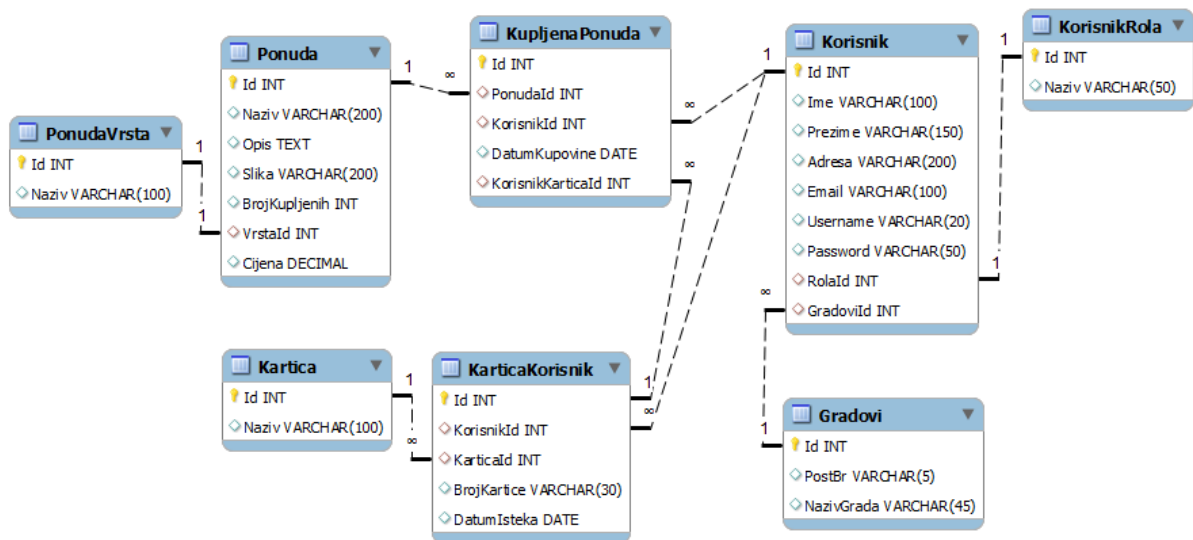 PonudaVrsta
Id INT
Naziv VARCHAR(100)
1
1
Ponuda
Id INT
Naziv VARCHAR(200)
Opis TEXT
Slika VARCHAR(200)
BrojKupljenih INT
VrstaId INT
Cijena DECIMAL
1
∞
KupljenaPonuda
Id INT
PonudaId INT
KorisnikId INT
DatumKupovine DATE
KorisnikKarticaId INT
∞
∞
1
Korisnik
Id INT
Ime VARCHAR(100)
Prezime VARCHAR(150)
Adresa VARCHAR(200)
Email VARCHAR(100)
Username VARCHAR(20)
Password VARCHAR(50)
RolaId INT
GradoviId INT
1
1
KorisnikRola
Id INT
Naziv VARCHAR(50)
Kartica
Id INT
Naziv VARCHAR(100)
1
∞
KarticaKorisnik
Id INT
KorisnikId INT
KarticaId INT
BrojKartice VARCHAR(30)
DatumIsteka DATE
1
∞
∞
1
Gradovi
Id INT
PostBr VARCHAR(5)
NazivGrada VARCHAR(45)